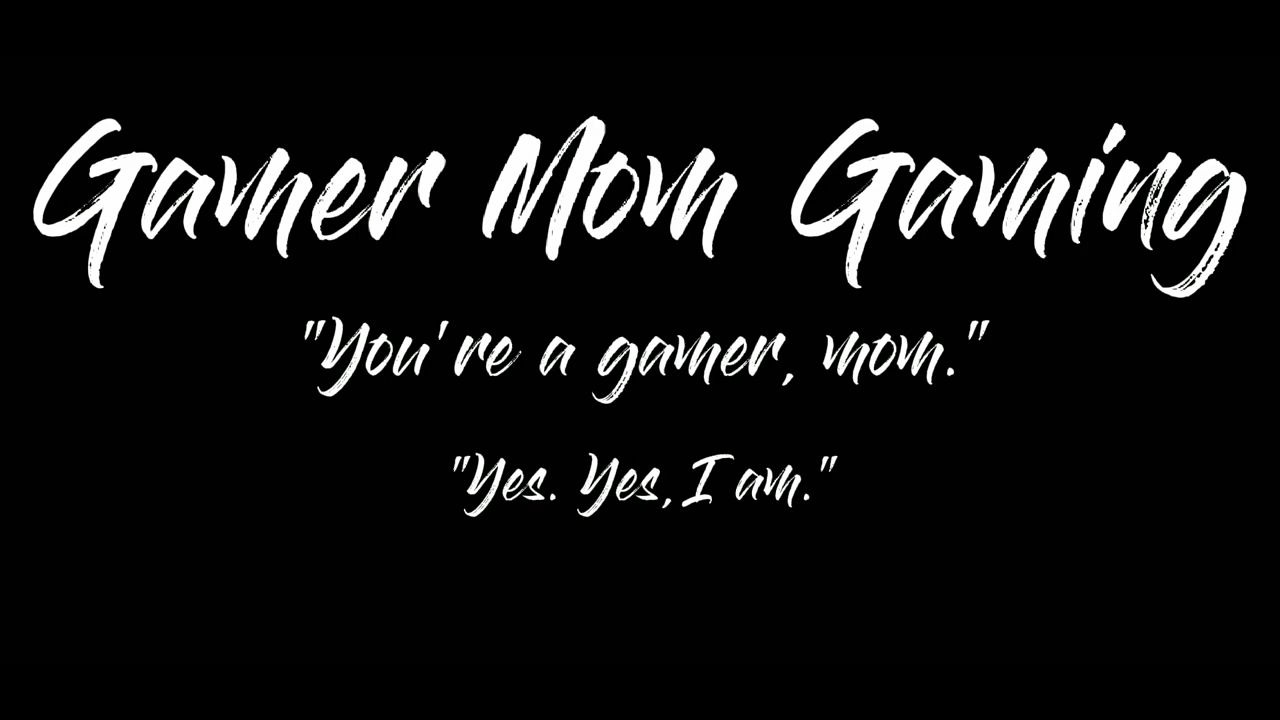 Gamer Mom Gaming
"You're a gamer, mom."
"Yes. Yes, I am."